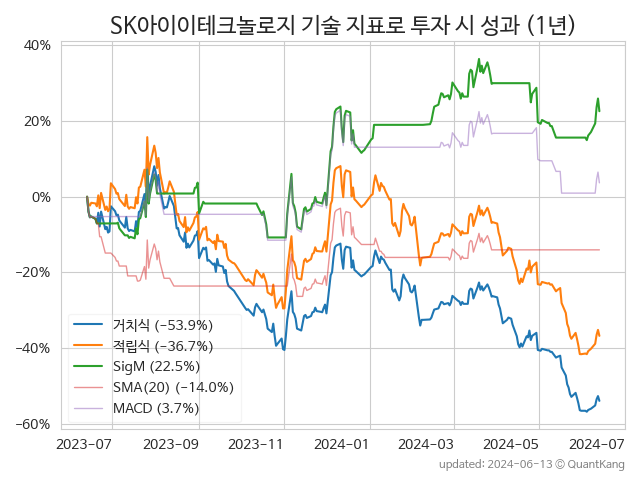 SK아이이테크놀로지 기술 지표로 투자 시 성과 (1년)
40%
20%
0%
−20%
−40%
−60%
거치식 (−53.9%)
적립식 (−36.7%)
SigM (22.5%)
SMA(20) (−14.0%)
MACD (3.7%)
2023−07 2023−09 2023−11 2024−01 2024−03 2024−05 2024−07
updated: 2024-06-13 © QuantKang